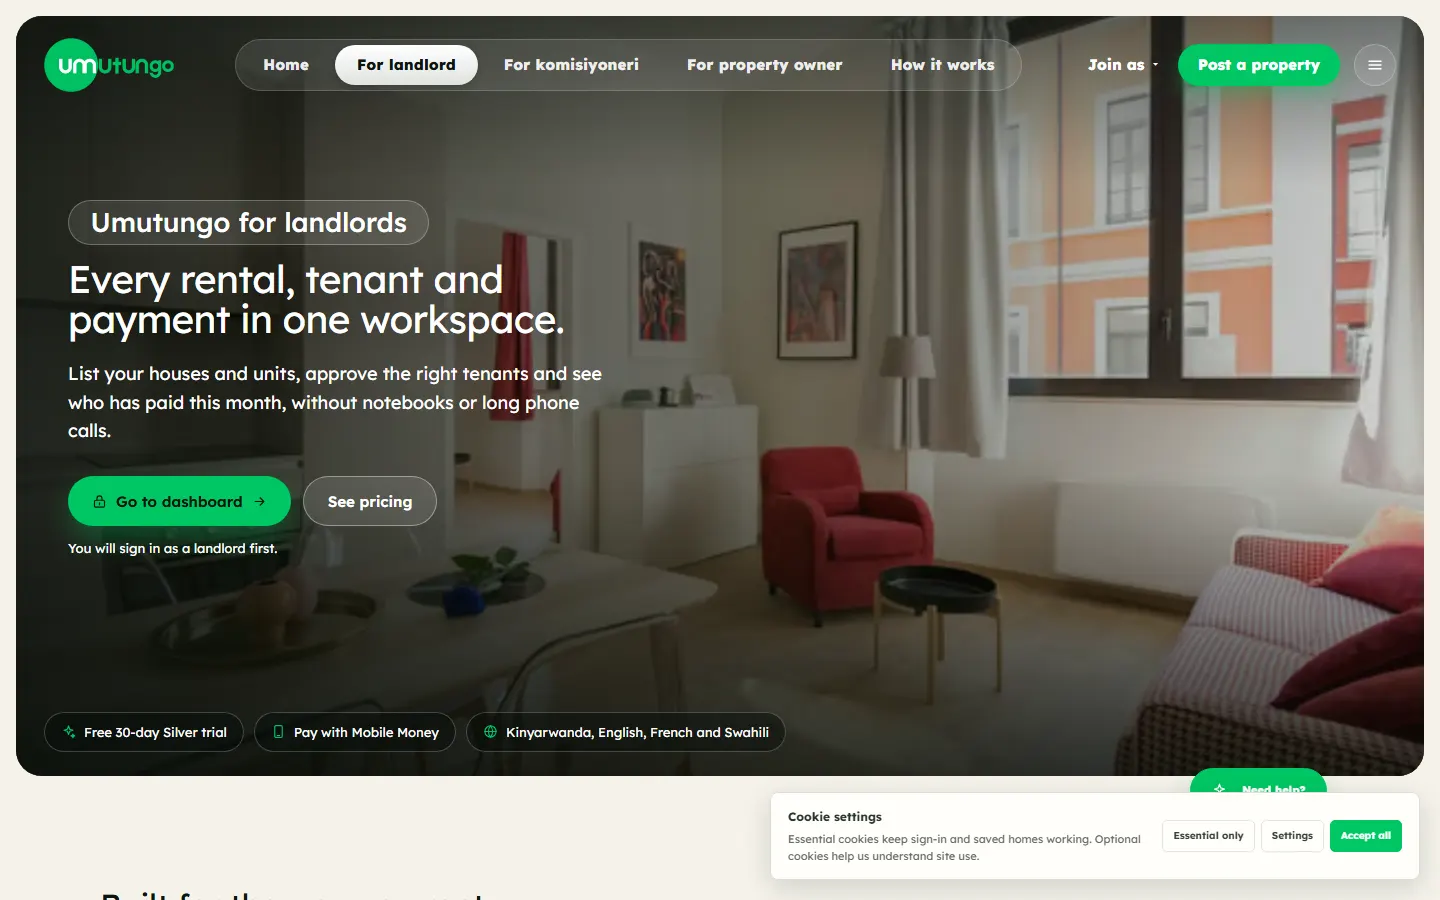 umutungo
Home
For landlord
For komisiyoneri
For property owner
How it works
Join as
Post a property
Umutungo for landlords
Every rental, tenant and
payment in one workspace.
List your houses and units, approve the right tenants and see
who has paid this month, without notebooks or long phone
calls.
Go to dashboard
See pricing
You will sign in as a landlord first.
Free 30-day Silver trial
Pay with Mobile Money
Kinyarwanda, English, French and Swahili
Need help?
Cookie settings
Essential cookies keep sign-in and saved homes working. Optional
cookies help us understand site use.
Essential only
Settings
Accept all